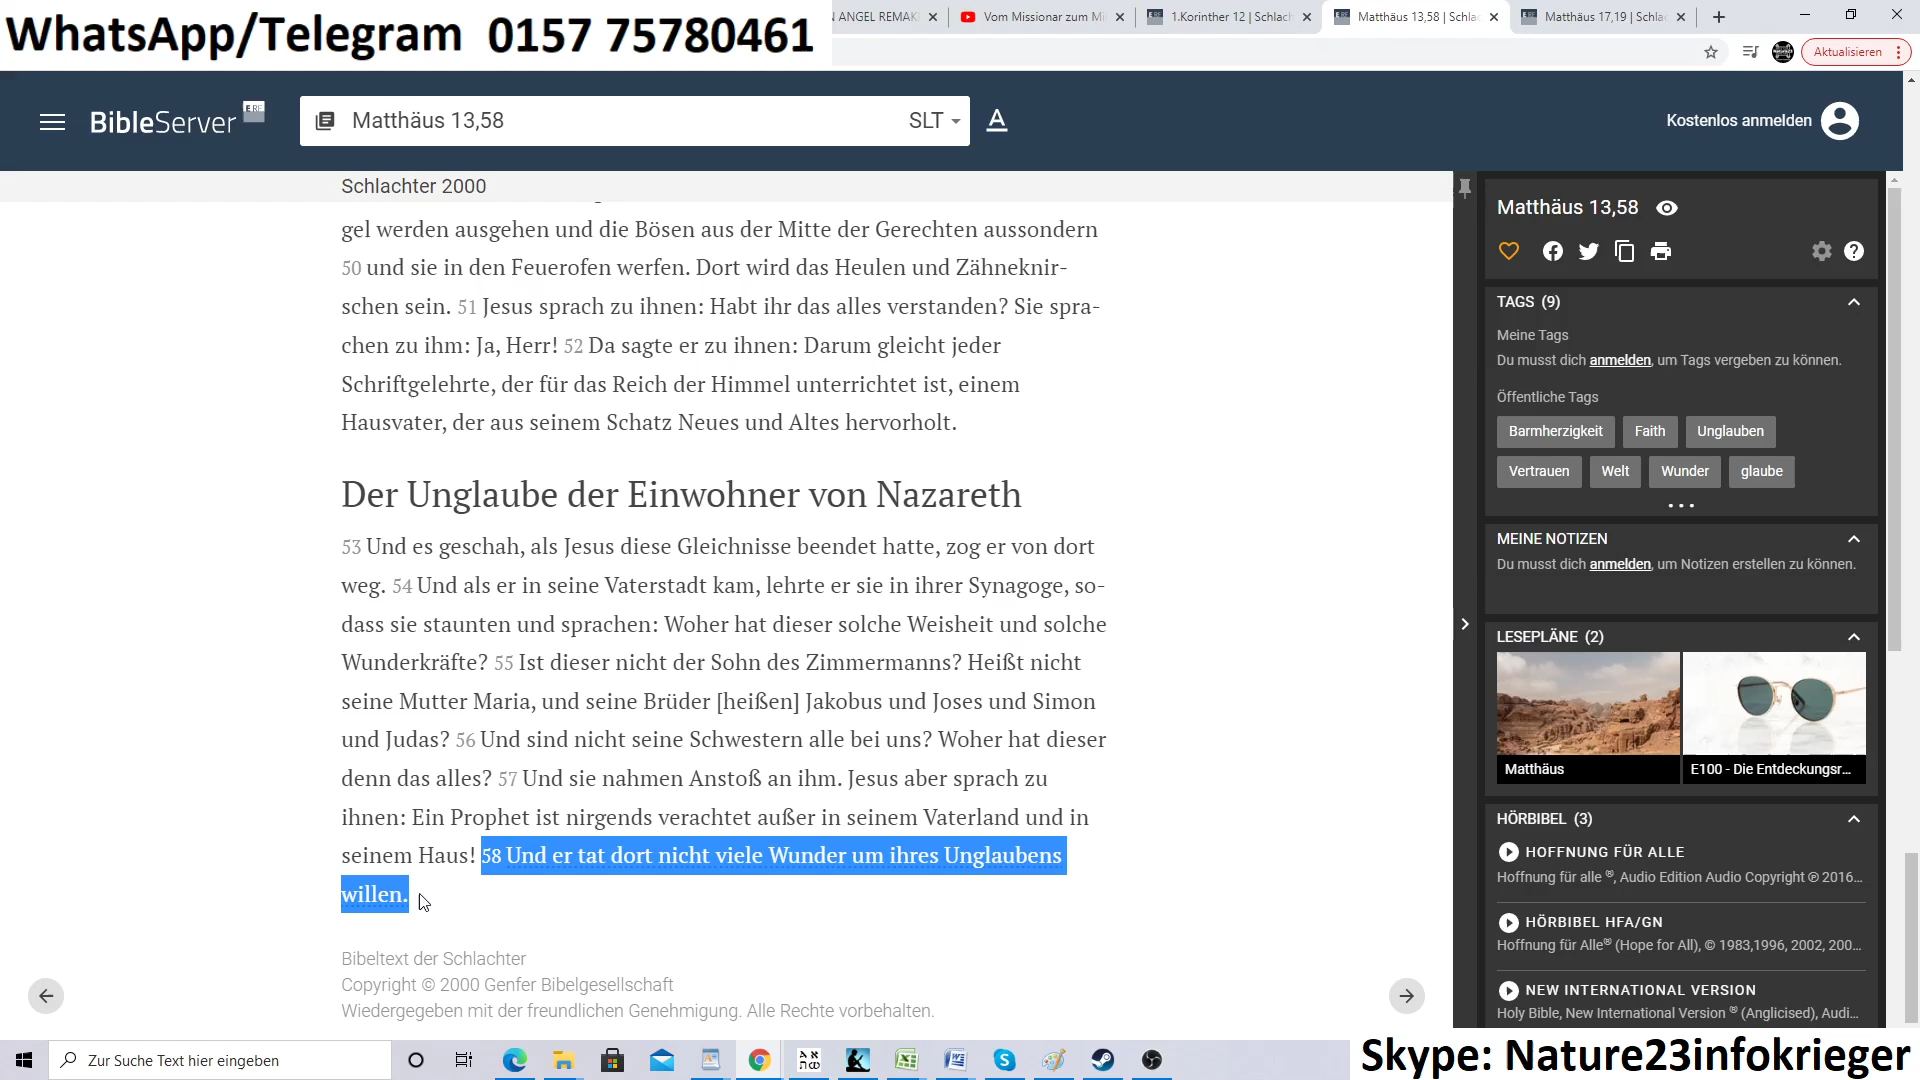 WhatsApp/Telegram 0157 75780461
N ANGEL REMAK
Vom Missionar zum Mi
1.Korinther 12 | Schlach
Matthäus 13,58 | Schla
Matthäus 17,19 | Schla
Aktualisieren
BibleServer
Matthäus 13,58
SLT
Kostenlos anmelden
Schlachter 2000
gel werden ausgehen und die Bösen aus der Mitte der Gerechten aussondern
50 und sie in den Feuerofen werfen. Dort wird das Heulen und Zähneknir-
schen sein. 51 Jesus sprach zu ihnen: Habt ihr das alles verstanden? Sie spra-
chen zu ihm: Ja, Herr! 52 Da sagte er zu ihnen: Darum gleicht jeder
Schriftgelehrte, der für das Reich der Himmel unterrichtet ist, einem
Hausvater, der aus seinem Schatz Neues und Altes hervorholt.
Der Unglaube der Einwohner von Nazareth
53 Und es geschah, als Jesus diese Gleichnisse beendet hatte, zog er von dort
weg. 54 Und als er in seine Vaterstadt kam, lehrte er sie in ihrer Synagoge, so-
dass sie staunten und sprachen: Woher hat dieser solche Weisheit und solche
Wunderkräfte? 55 Ist dieser nicht der Sohn des Zimmermanns? Heißt nicht
seine Mutter Maria, und seine Brüder [heißen] Jakobus und Joses und Simon
und Judas? 56 Und sind nicht seine Schwestern alle bei uns? Woher hat dieser
denn das alles? 57 Und sie nahmen Anstoß an ihm. Jesus aber sprach zu
ihnen: Ein Prophet ist nirgends verachtet außer in seinem Vaterland und in
seinem Haus! 58 Und er tat dort nicht viele Wunder um ihres Unglaubens
willen.
Bibeltext der Schlachter
Copyright © 2000 Genfer Bibelgesellschaft
Wiedergegeben mit der freundlichen Genehmigung. Alle Rechte vorbehalten.
Matthäus 13,58
TAGS (9)
Meine Tags
Du musst dich anmelden, um Tags vergeben zu können.
Öffentliche Tags
Barmherzigkeit Faith Unglauben
Vertrauen Welt Wunder glaube
MEINE NOTIZEN
Du musst dich anmelden, um Notizen erstellen zu können.
LESEPLÄNE (2)
Matthäus
E100 - Die Entdeckungsr...
HÖRBIBEL (3)
HOFFNUNG FÜR ALLE
Hoffnung für alle ®, Audio Edition Audio Copyright ℗ 2016...
HÖRBIBEL HFA/GN
Hoffnung für Alle® (Hope for All), © 1983,1996, 2002, 200...
NEW INTERNATIONAL VERSION
Holy Bible, New International Version ® (Anglicised), Audi...
Zur Suche Text hier eingeben
Skype: Nature23infokrieger